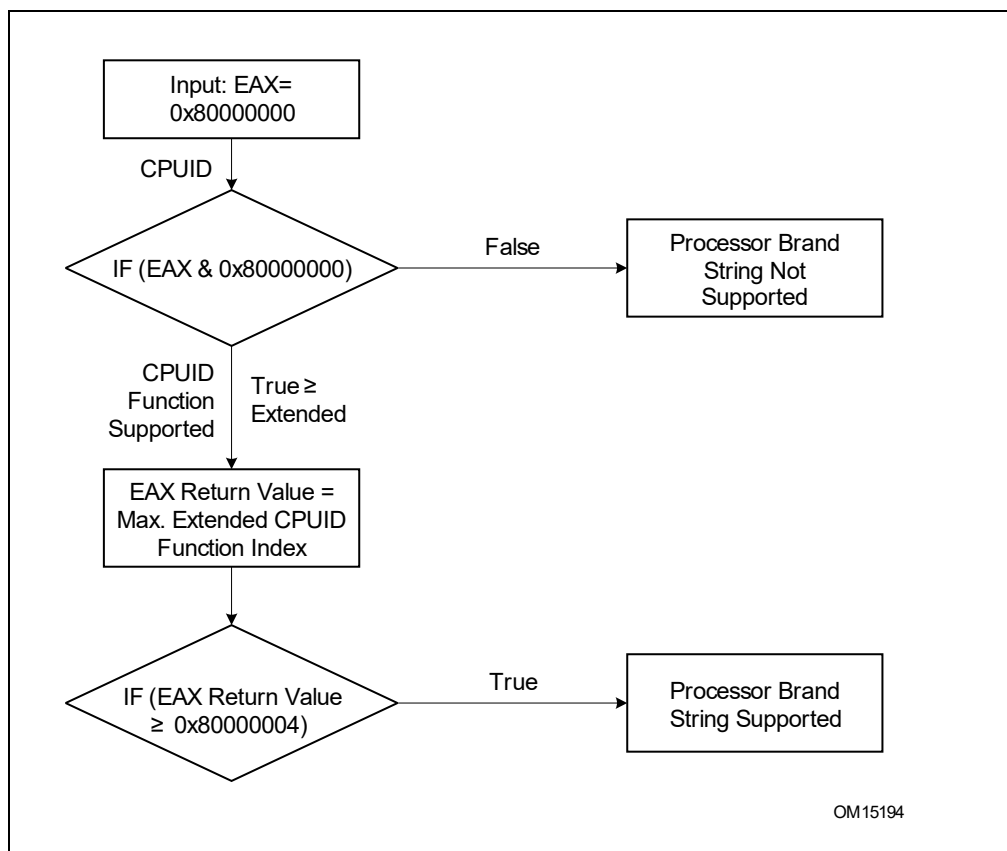 Input: EAX=
0x80000000
CPUID
IF (EAX & 0x80000000)
False
Processor Brand
String Not
Supported
CPUID
Function
Supported
True ≥
Extended
EAX Return Value =
Max. Extended CPUID
Function Index
IF (EAX Return Value
≥ 0x80000004)
True
Processor Brand
String Supported
OM15194